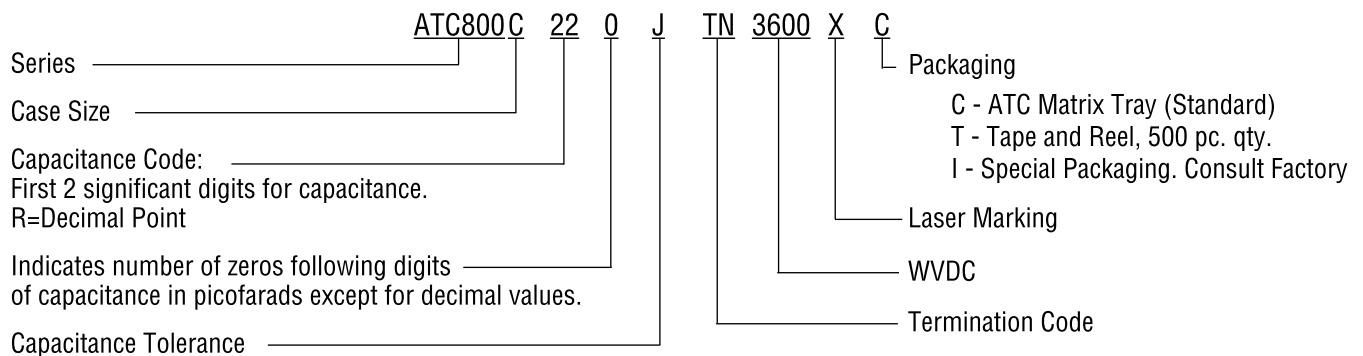 ATC800 C 22 0 J TN 3600 X C
Series
Case Size
Capacitance Code:
First 2 significant digits for capacitance.
R=Decimal Point
Indicates number of zeros following digits
of capacitance in picofarads except for decimal values.
Capacitance Tolerance
Packaging
C - ATC Matrix Tray (Standard)
T - Tape and Reel, 500 pc. qty.
I - Special Packaging. Consult Factory
Laser Marking
WVDC
Termination Code